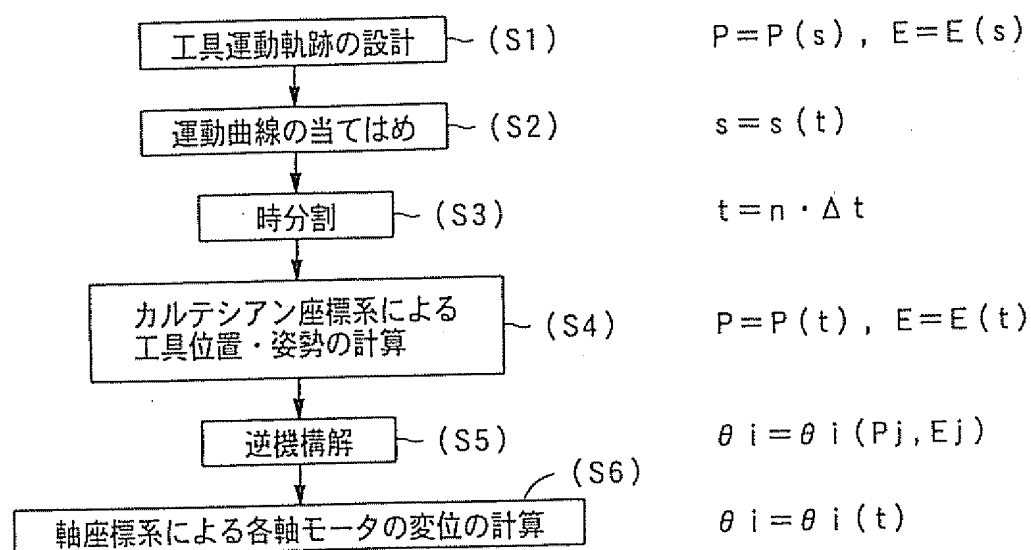 工具運動軌跡の設計 (S1) P=P(s), E=E(s)
運動曲線の当てはめ (S2) s=s(t)
時分割 (S3) t=n・Δt
カルテシアン座標系による
工具位置・姿勢の計算 (S4) P=P(t), E=E(t)
逆機構解 (S5) θi=θi(Pj,Ej)
(S6)
軸座標系による各軸モータの変位の計算 θi=θi(t)